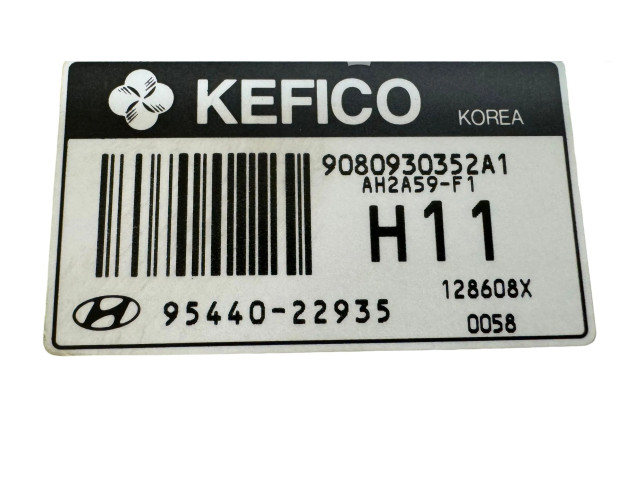 KEFICO
KOREA
9080930352A1
AH2A59-F1
H11
128608X
95440-22935
0058